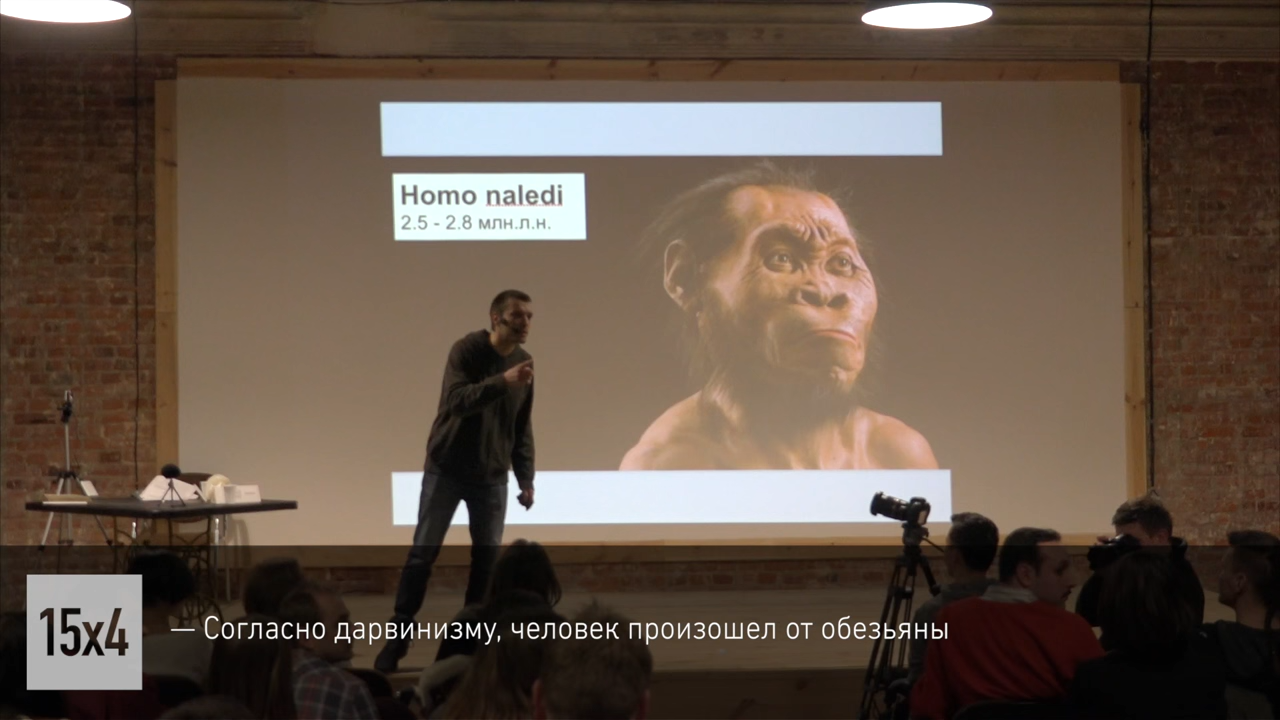 Homo naledi
2.5 - 2.8 млн.л.н.
15x4
— Согласно дарвинизму, человек произошел от обезьяны